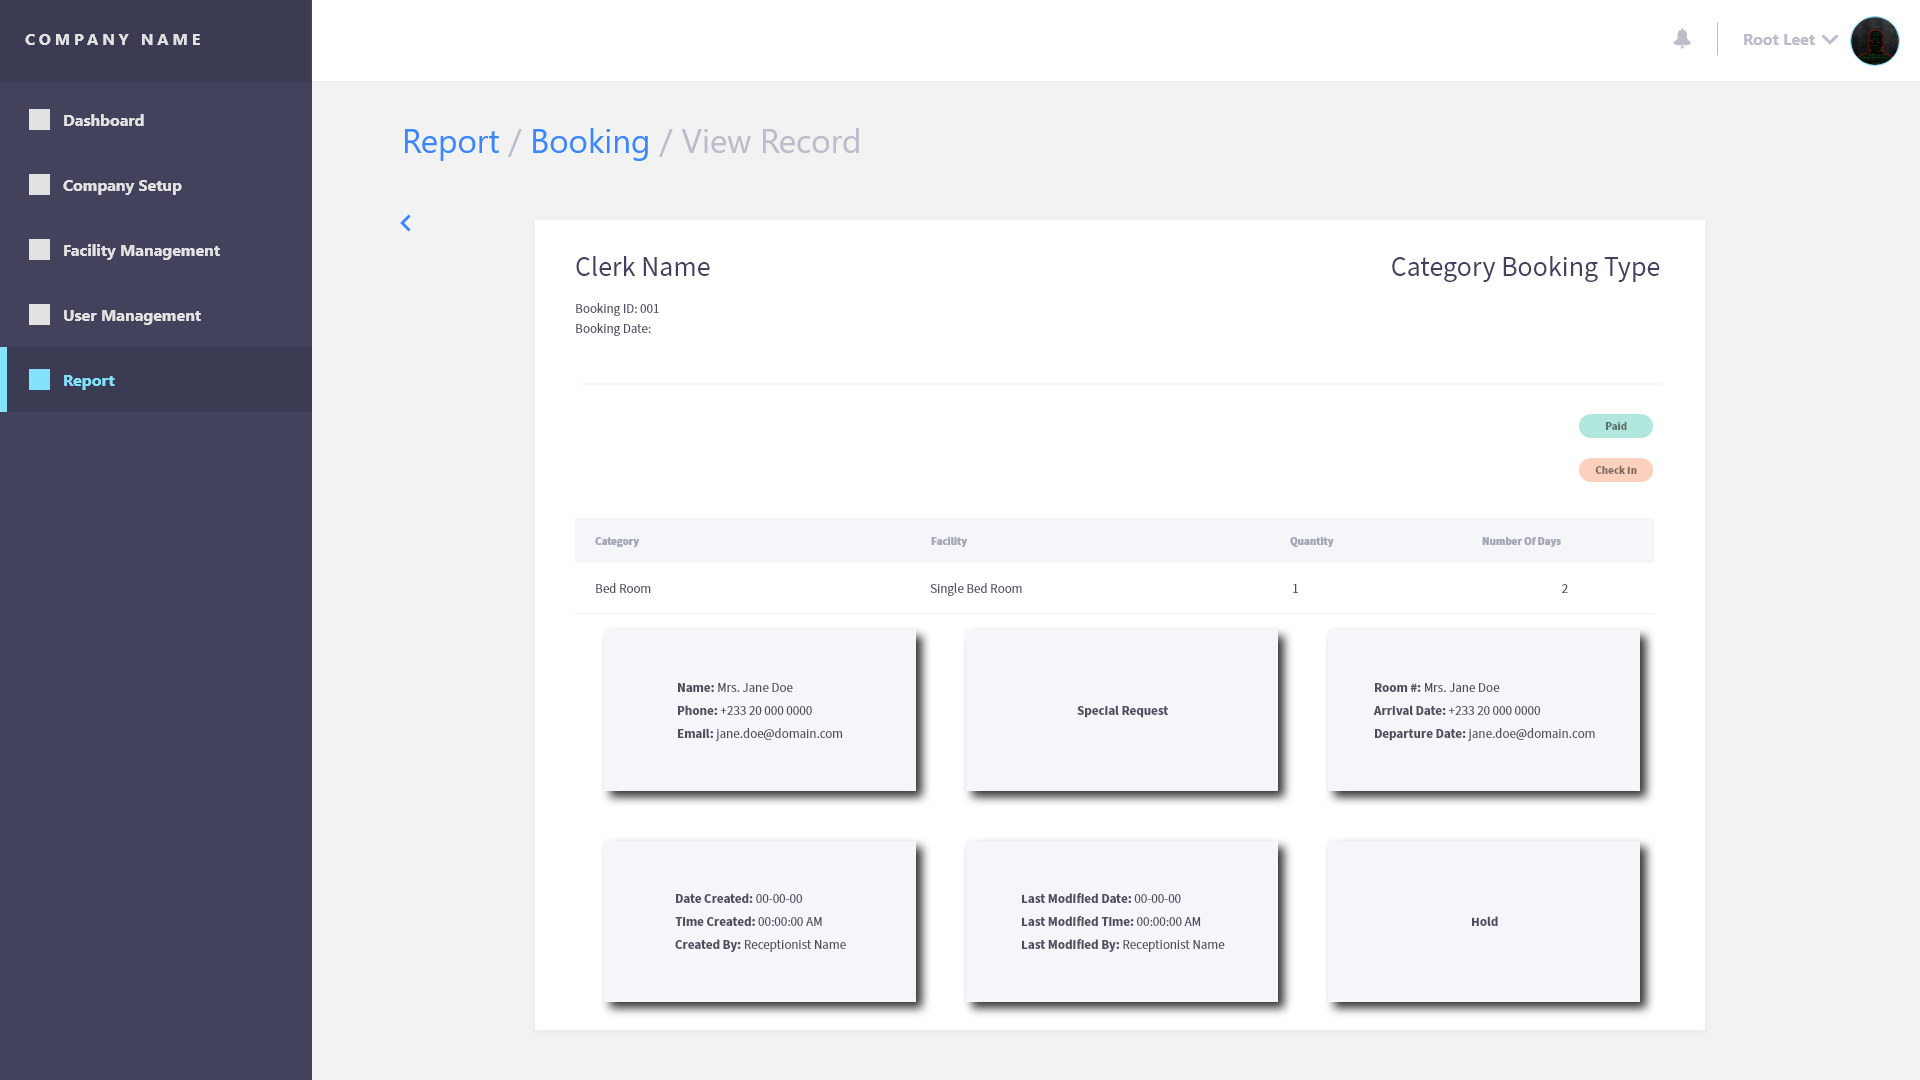 COMPANY NAME
Root Leet
Dashboard
Company Setup
Facility Management
User Management
Report
Report / Booking / View Record
Clerk Name
Category Booking Type
Booking ID: 001
Booking Date:
Paid
Check In
Category Facility Quantity Number Of Days
Bed Room Single Bed Room 1 2
Name: Mrs. Jane Doe
Phone: +233 20 000 0000
Email: jane.doe@domain.com
Special Request
Room #: Mrs. Jane Doe
Arrival Date: +233 20 000 0000
Departure Date: jane.doe@domain.com
Date Created: 00-00-00
Time Created: 00:00:00 AM
Created By: Receptionist Name
Last Modified Date: 00-00-00
Last Modified Time: 00:00:00 AM
Last Modified By: Receptionist Name
Hold